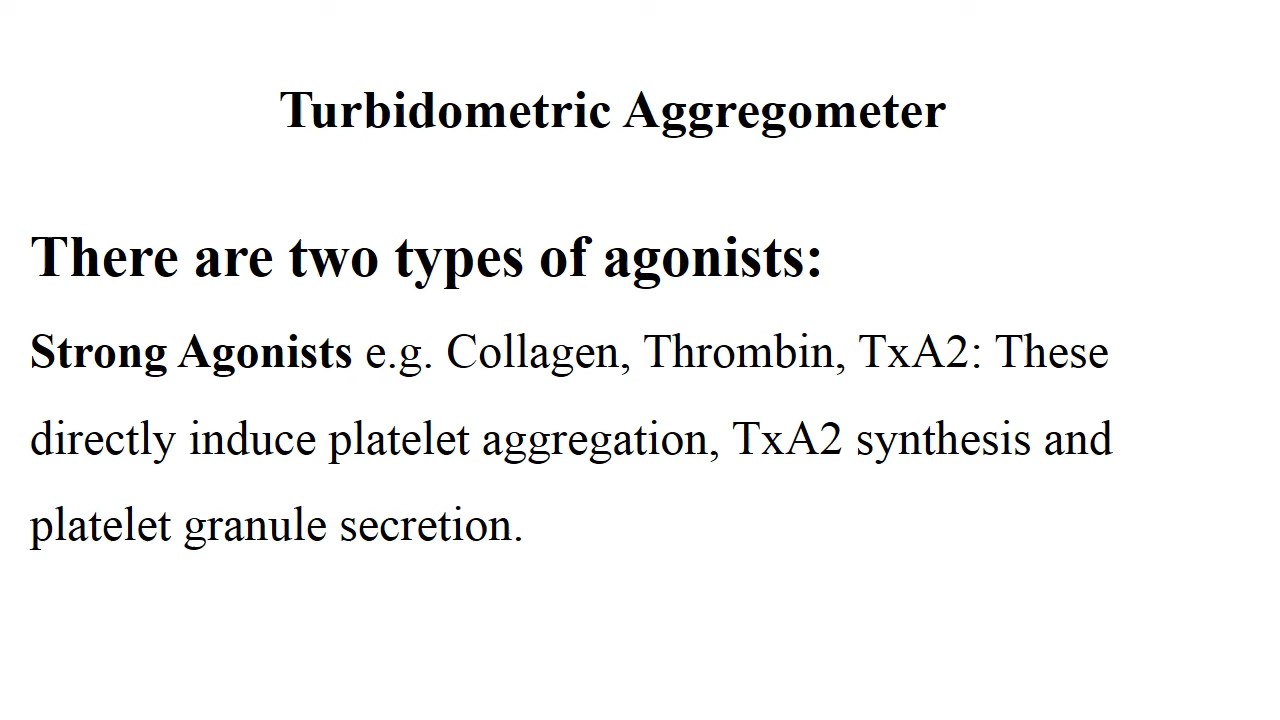 Turbidometric Aggregometer
There are two types of agonists:
Strong Agonists e.g. Collagen, Thrombin, TxA2: These
directly induce platelet aggregation, TxA2 synthesis and
platelet granule secretion.